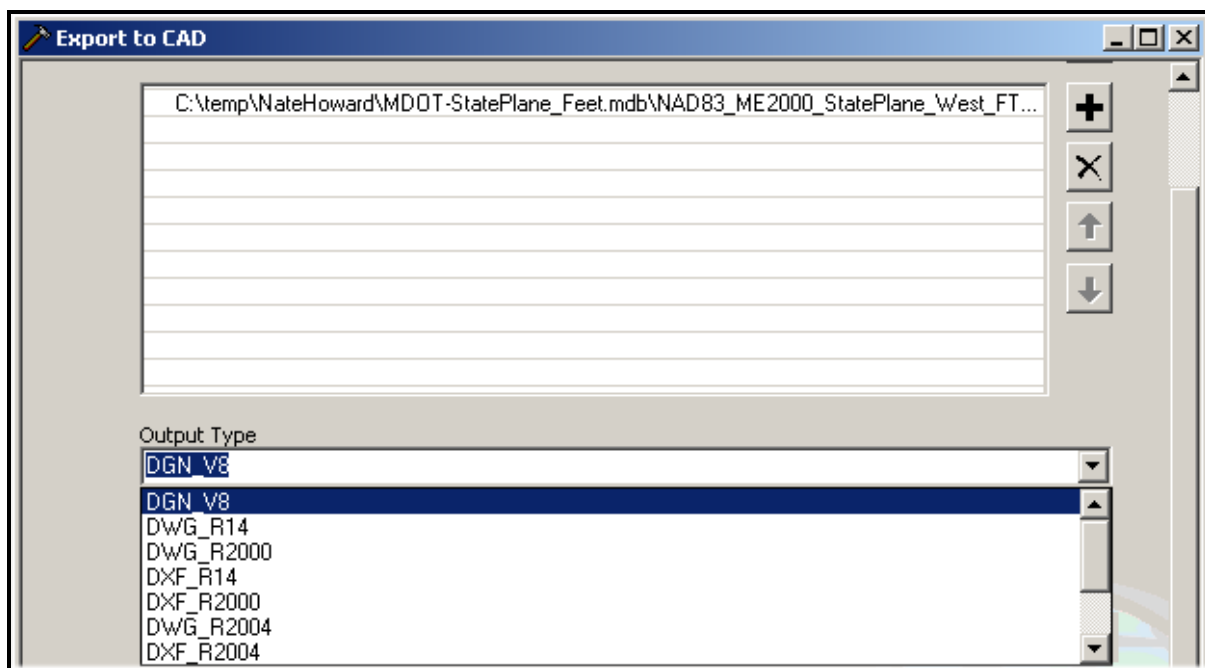 Export to CAD
C:\temp\NateHoward\MDOT-StatePlane_Feet.mdb\NAD83_ME2000_StatePlane_West_FT...
Output Type
DGN_V8
DGN_V8
DWG_R14
DWG_R2000
DXF_R14
DXF_R2000
DWG_R2004
DXF_R2004